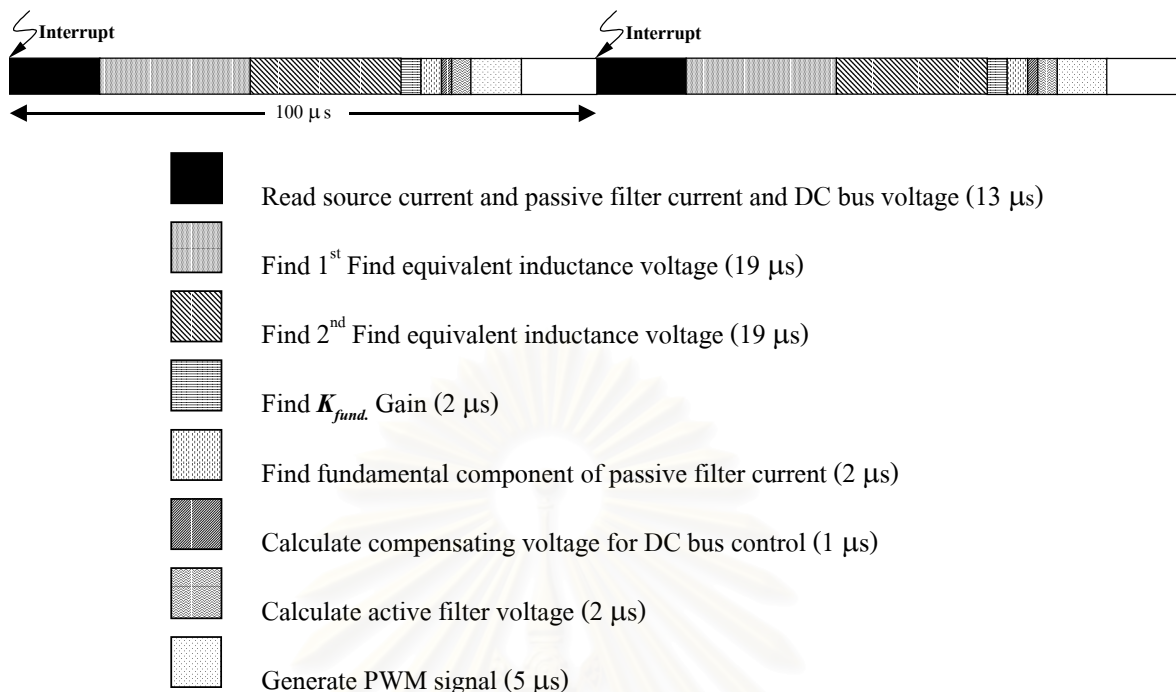 Interrupt Interrupt
100 μ s
Read source current and passive filter current and DC bus voltage (13 μs)
Find 1st Find equivalent inductance voltage (19 μs)
Find 2nd Find equivalent inductance voltage (19 μs)
Find Kfund. Gain (2 μs)
Find fundamental component of passive filter current (2 μs)
Calculate compensating voltage for DC bus control (1 μs)
Calculate active filter voltage (2 μs)
Generate PWM signal (5 μs)